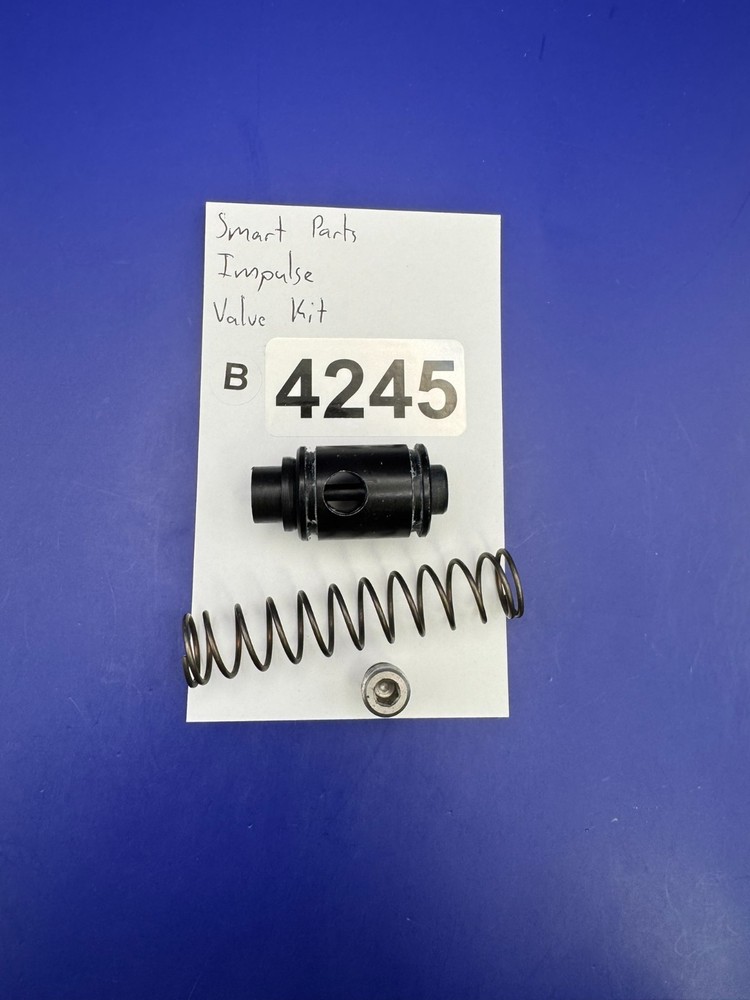 Smart Parts
Impulse
Valve Kit
B 4245